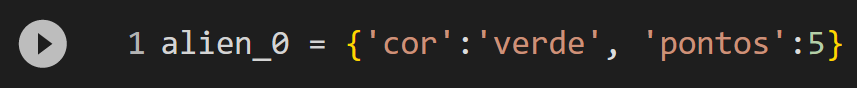 1 alien_0 = {'cor':'verde', 'pontos':5}